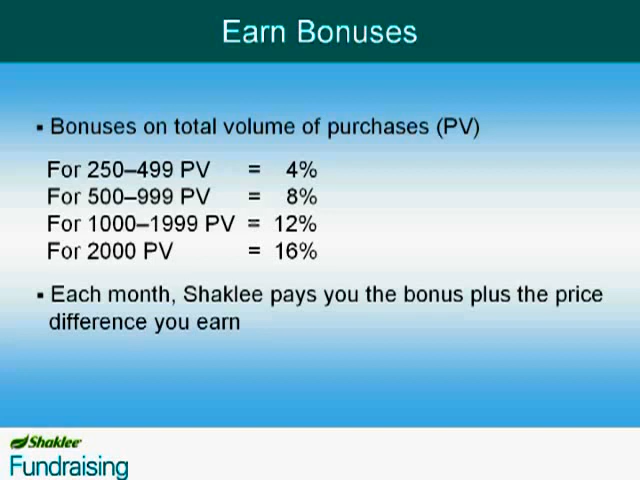 Earn Bonuses
▪ Bonuses on total volume of purchases (PV)
For 250–499 PV = 4%
For 500–999 PV = 8%
For 1000–1999 PV = 12%
For 2000 PV = 16%
▪ Each month, Shaklee pays you the bonus plus the price
difference you earn
Shaklee
Fundraising